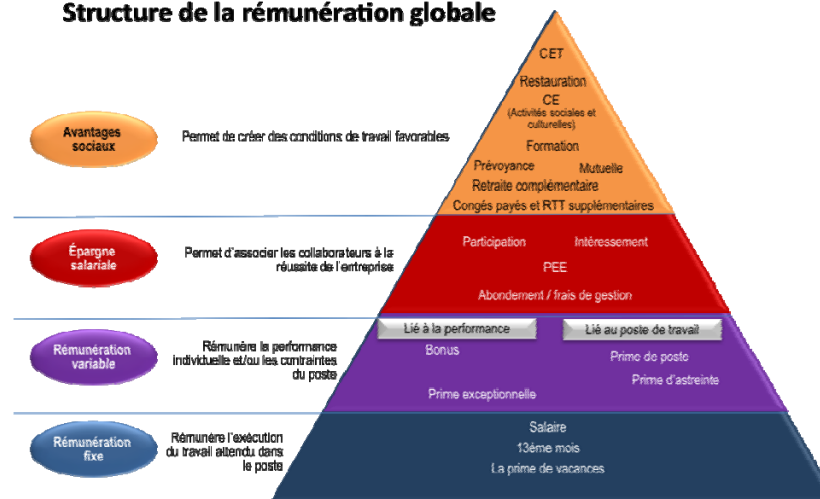 Structure de la rémunération globale
CET
Restauration
CE
(Activités sociales et
culturelles)
Formation
Prévoyance
Mutuelle
Retraite complémentaire
Congés payés et RTT supplémentaires
Avantages
sociaux
Permet de créer des conditions de travail favorables
Épargne
salariale
Permet d'associer les collaborateurs à la
réussite de l'entreprise
Participation
Intéressement
PEE
Abondement / frais de gestion
Rémunération
variable
Rémunère la performance
individuelle et/ou les contraintes
du poste
Lié à la performance
Lié au poste de travail
Bonus
Prime de poste
Prime d'astreinte
Prime exceptionnelle
Rémunération
fixe
Rémunère l'exécution
du travail attendu dans
le poste
Salaire
13ème mois
La prime de vacances